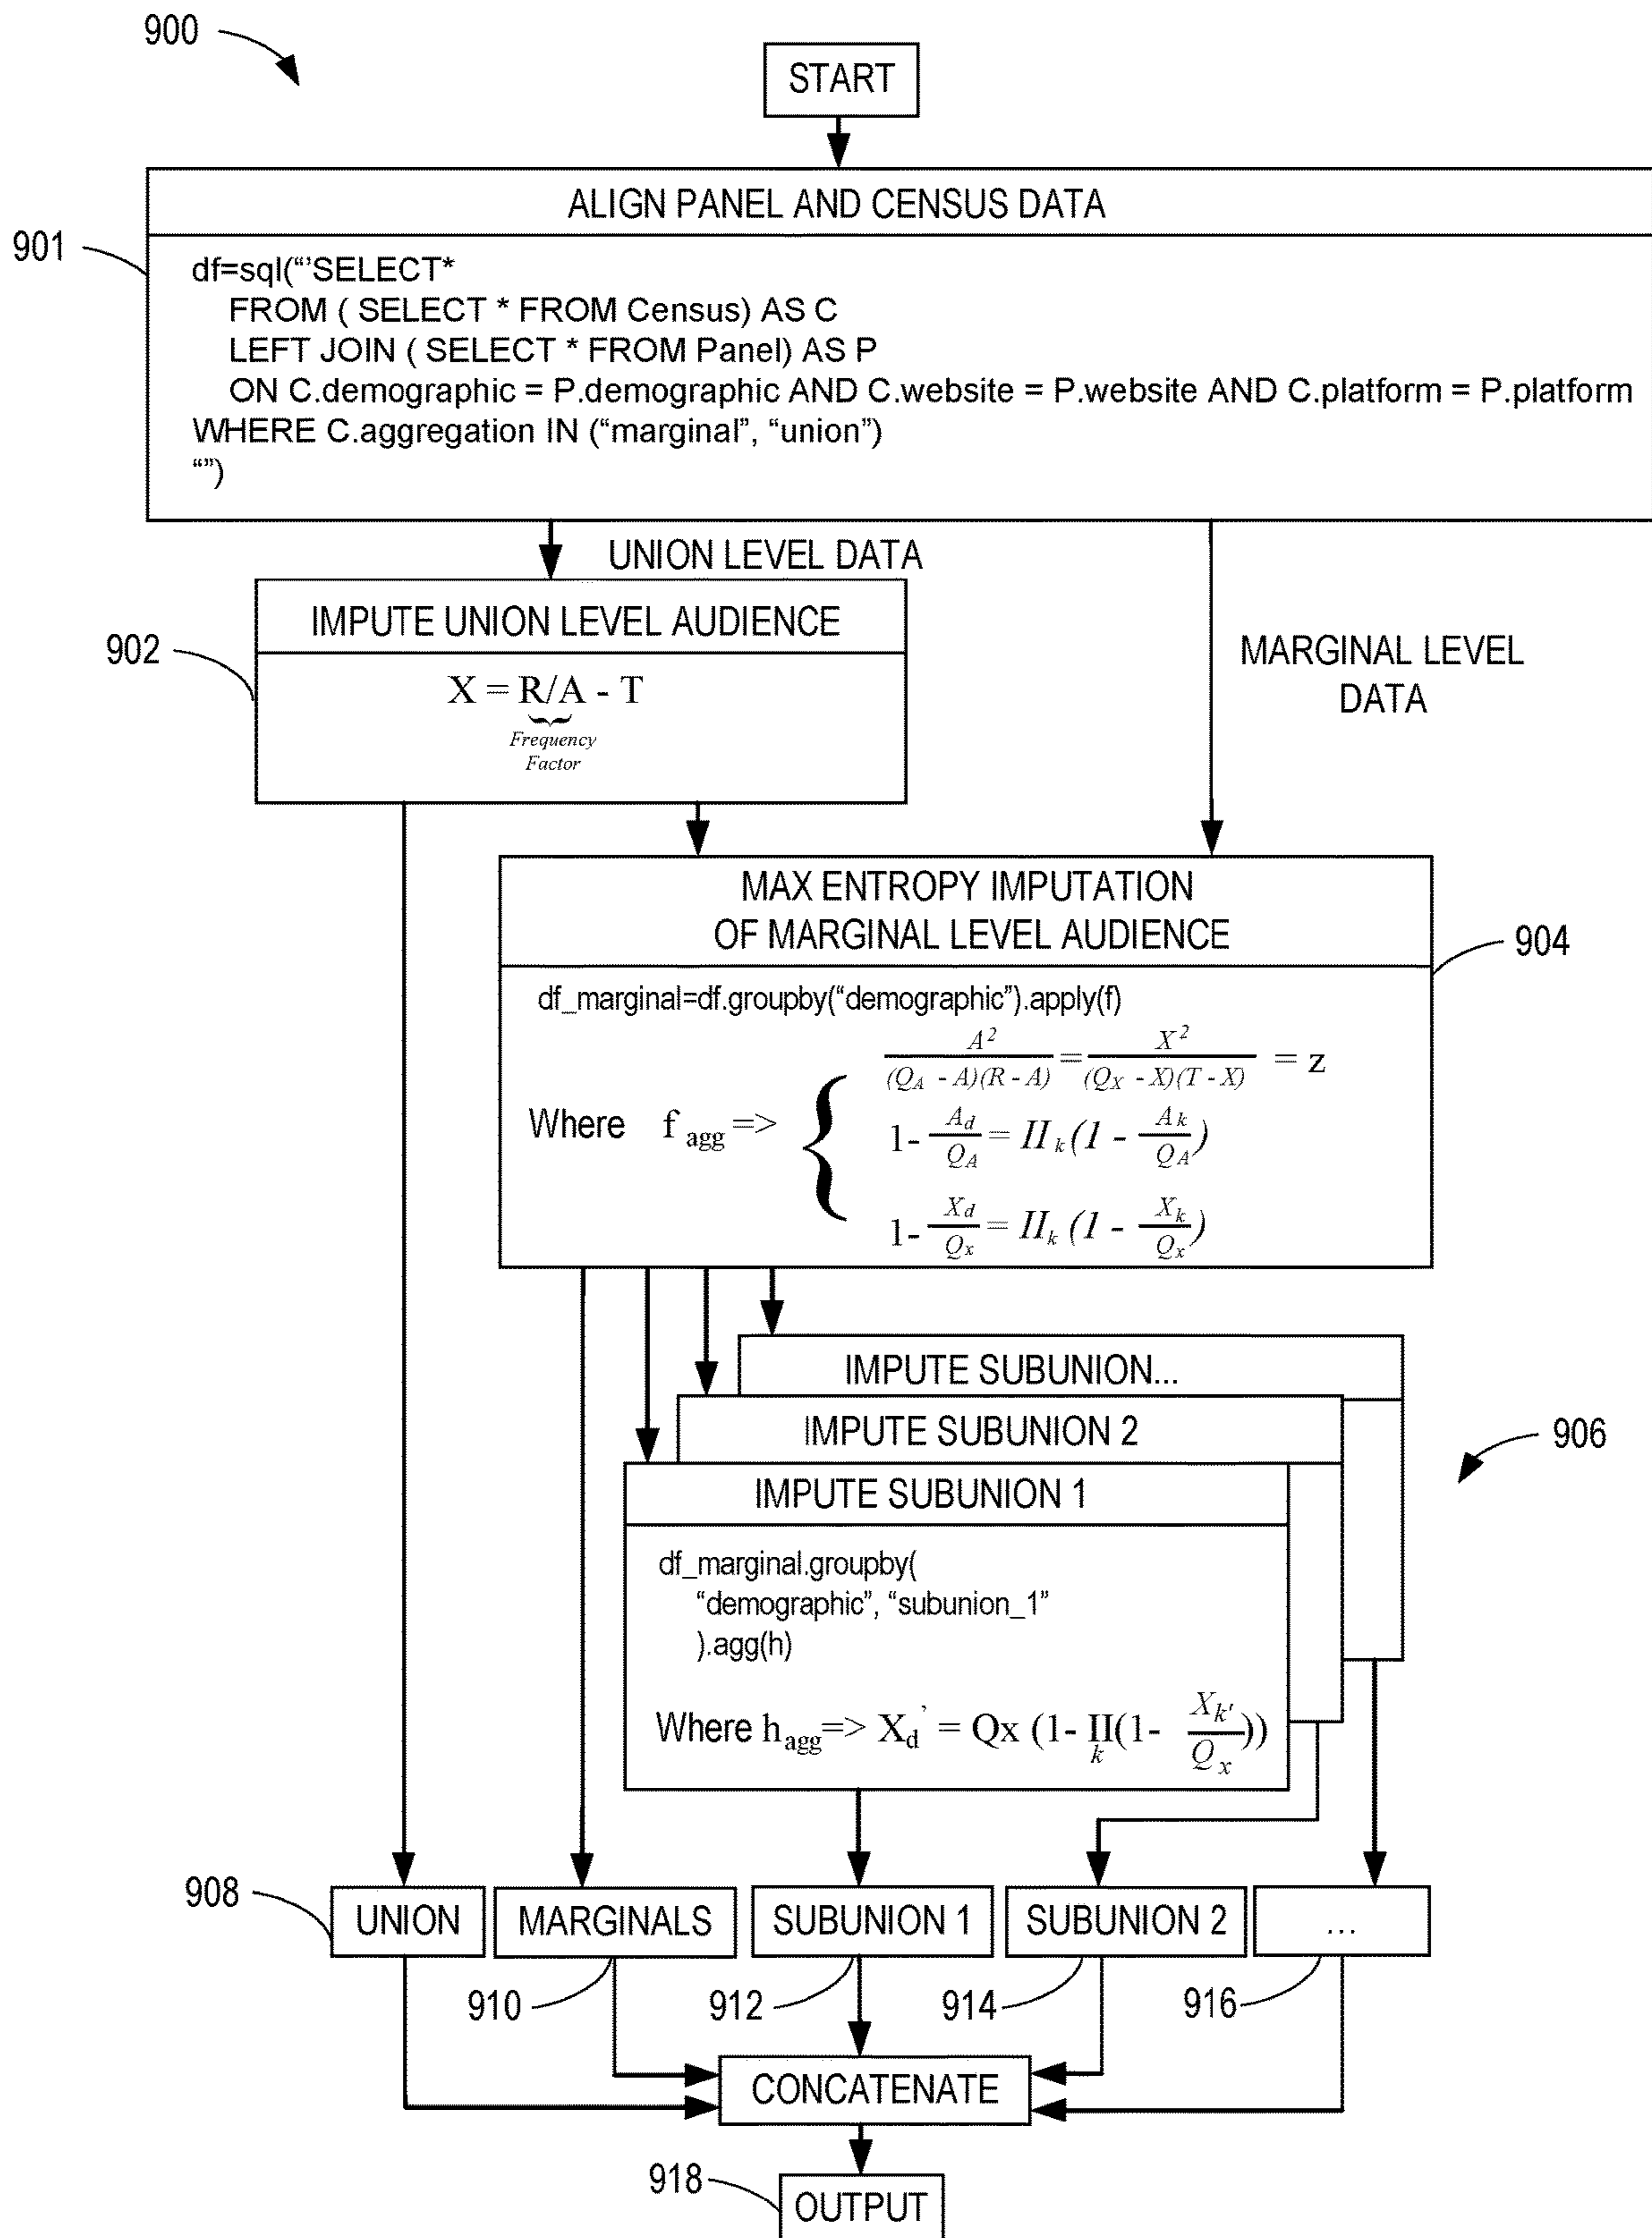 900
START
ALIGN PANEL AND CENSUS DATA
901
df=sql(“’SELECT*
FROM ( SELECT * FROM Census) AS C
LEFT JOIN ( SELECT * FROM Panel) AS P
ON C.demographic = P.demographic AND C.website = P.website AND C.platform = P.platform
WHERE C.aggregation IN (“marginal”, “union”)
“”)
UNION LEVEL DATA
IMPUTE UNION LEVEL AUDIENCE
902
X = R/A - T
Frequency
Factor
MARGINAL LEVEL
DATA
MAX ENTROPY IMPUTATION
OF MARGINAL LEVEL AUDIENCE
904
df_marginal=df.groupby(“demographic”).apply(f)
Where f agg => {
A² / (Q_A - A)(R - A) = X² / (Q_X - X)(T - X) = z
1- A_d / Q_A = II_k (1 - A_k / Q_A)
1- X_d / Q_x = II_k (1 - X_k / Q_x)
IMPUTE SUBUNION...
IMPUTE SUBUNION 2
906
IMPUTE SUBUNION 1
df_marginal.groupby(
“demographic”, “subunion_1”
).agg(h)
Where h agg => X_d’ = Qx (1- II_k (1- X_k' / Q_x))
908
UNION
MARGINALS
SUBUNION 1
SUBUNION 2
...
910
912
914
916
CONCATENATE
918
OUTPUT